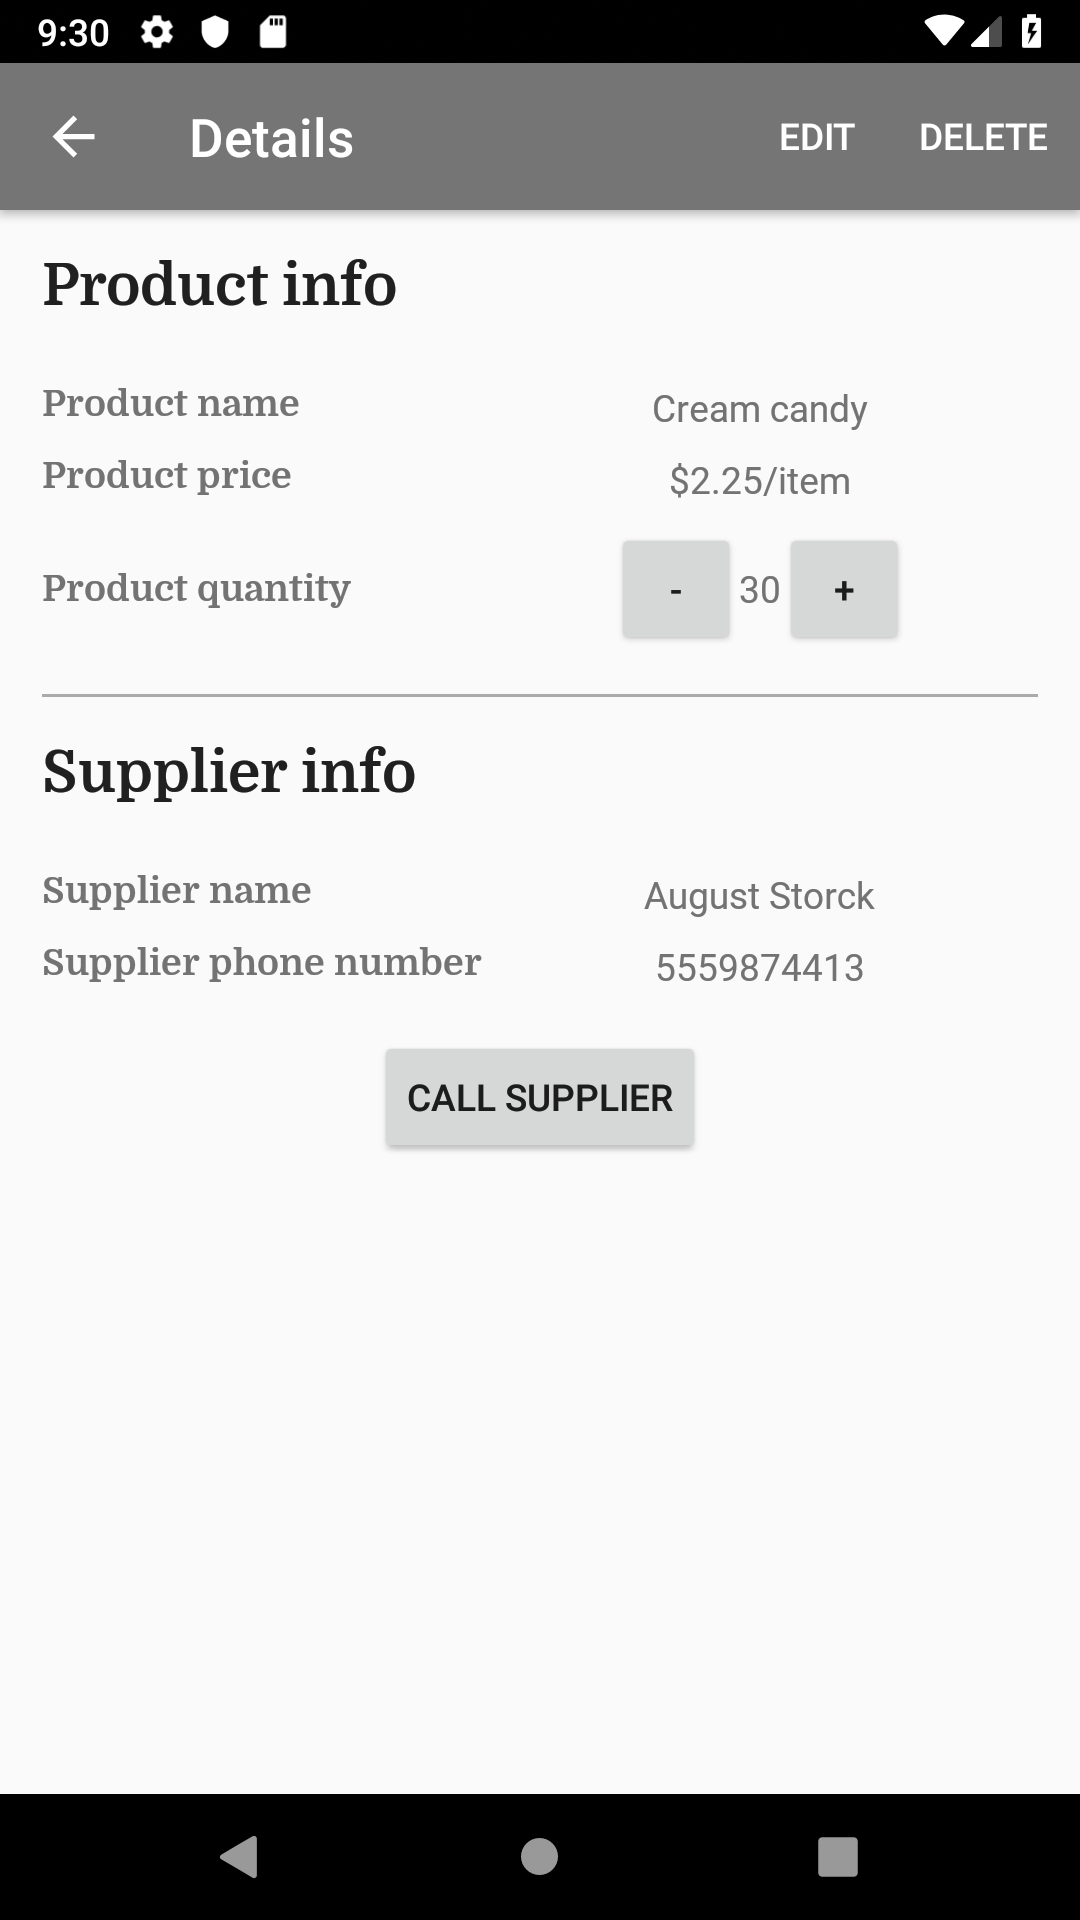 9:30
Details EDIT DELETE
Product info
Product name Cream candy
Product price $2.25/item
Product quantity - 30 +
Supplier info
Supplier name August Storck
Supplier phone number 5559874413
CALL SUPPLIER